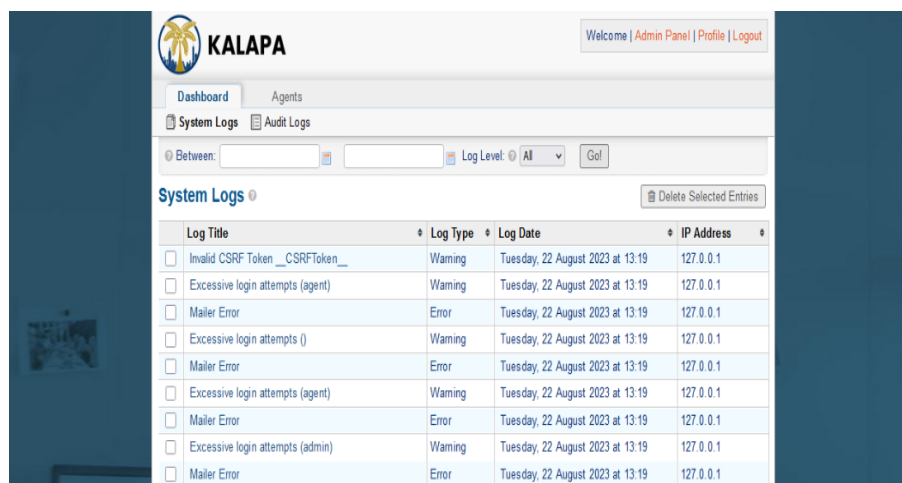 KALAPA
Welcome | Admin Panel | Profile | Logout
Dashboard Agents
System Logs Audit Logs
Between: Log Level: All Go!
System Logs
Delete Selected Entries
Log Title Log Type Log Date IP Address
Invalid CSRF Token __CSRFToken__ Warning Tuesday, 22 August 2023 at 13:19 127.0.0.1
Excessive login attempts (agent) Warning Tuesday, 22 August 2023 at 13:19 127.0.0.1
Mailer Error Error Tuesday, 22 August 2023 at 13:19 127.0.0.1
Excessive login attempts () Warning Tuesday, 22 August 2023 at 13:19 127.0.0.1
Mailer Error Error Tuesday, 22 August 2023 at 13:19 127.0.0.1
Excessive login attempts (agent) Warning Tuesday, 22 August 2023 at 13:19 127.0.0.1
Mailer Error Error Tuesday, 22 August 2023 at 13:19 127.0.0.1
Excessive login attempts (admin) Warning Tuesday, 22 August 2023 at 13:19 127.0.0.1
Mailer Error Error Tuesday, 22 August 2023 at 13:19 127.0.0.1